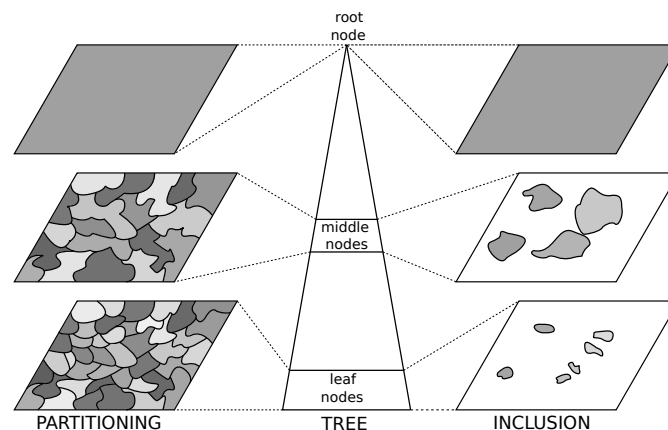 root
node
middle
nodes
leaf
nodes
PARTITIONING
TREE
INCLUSION